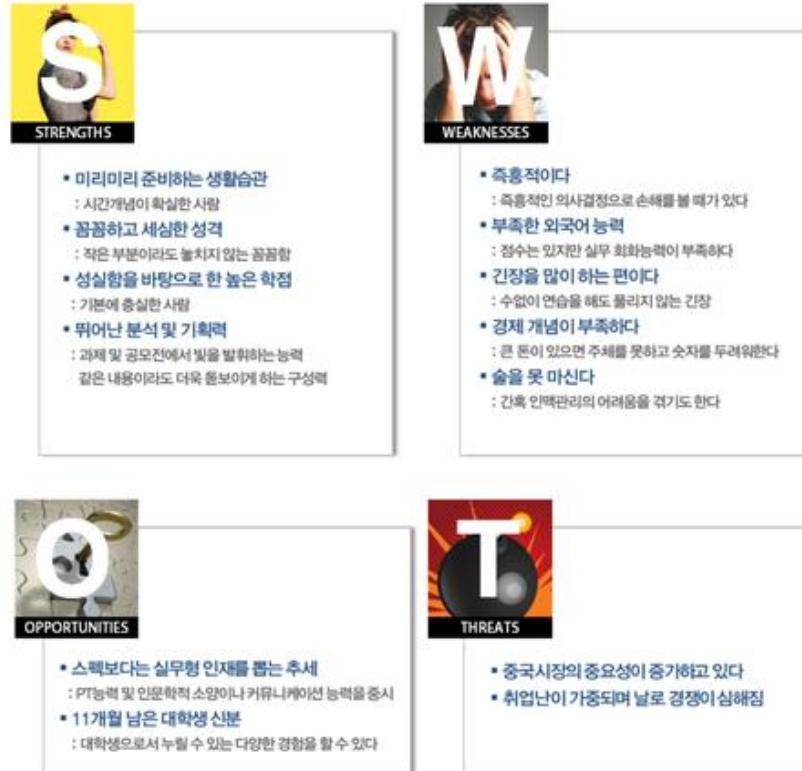 S
STRENGTHS
▪ 미리미리 준비하는 생활습관
: 시간개념이 확실한 사람
▪ 꼼꼼하고 세심한 성격
: 작은 부분이라도 놓치지 않는 꼼꼼함
▪ 성실함을 바탕으로 한 높은 학점
: 기본에 충실한 사람
▪ 뛰어난 분석 및 기획력
: 과제 및 공모전에서 빛을 발휘하는 능력
같은 내용이라도 더욱 돋보이게 하는 구성력
W
WEAKNESSES
▪ 즉흥적이다
: 즉흥적인 의사결정으로 손해를 볼 때가 있다
▪ 부족한 외국어 능력
: 점수는 있지만 실무 회화능력이 부족하다
▪ 긴장을 많이 하는 편이다
: 수없이 연습을 해도 풀리지 않는 긴장
▪ 경제 개념이 부족하다
: 큰 돈이 있으면 주체를 못하고 숫자를 두려워한다
▪ 술을 못 마신다
: 간혹 인맥관리의 어려움을 겪기도 한다
O
OPPORTUNITIES
▪ 스펙보다는 실무형 인재를 뽑는 추세
: PT능력 및 인문학적 소양이나 커뮤니케이션 능력을 중시
▪ 11개월 남은 대학생 신분
: 대학생으로서 누릴 수 있는 다양한 경험을 할 수 있다
T
THREATS
▪ 중국시장의 중요성이 증가하고 있다
▪ 취업난이 가중되며 날로 경쟁이 심해짐